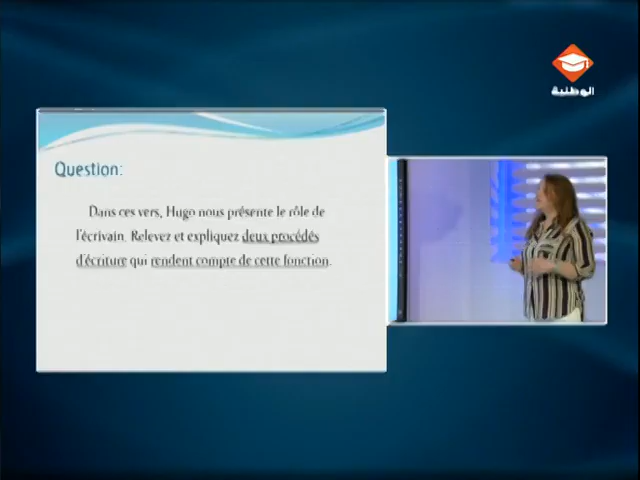 الوطنية
Question:
Dans ces vers, Hugo nous présente le rôle de
l'écrivain. Relevez et expliquez deux procédés
d'écriture qui rendent compte de cette fonction.